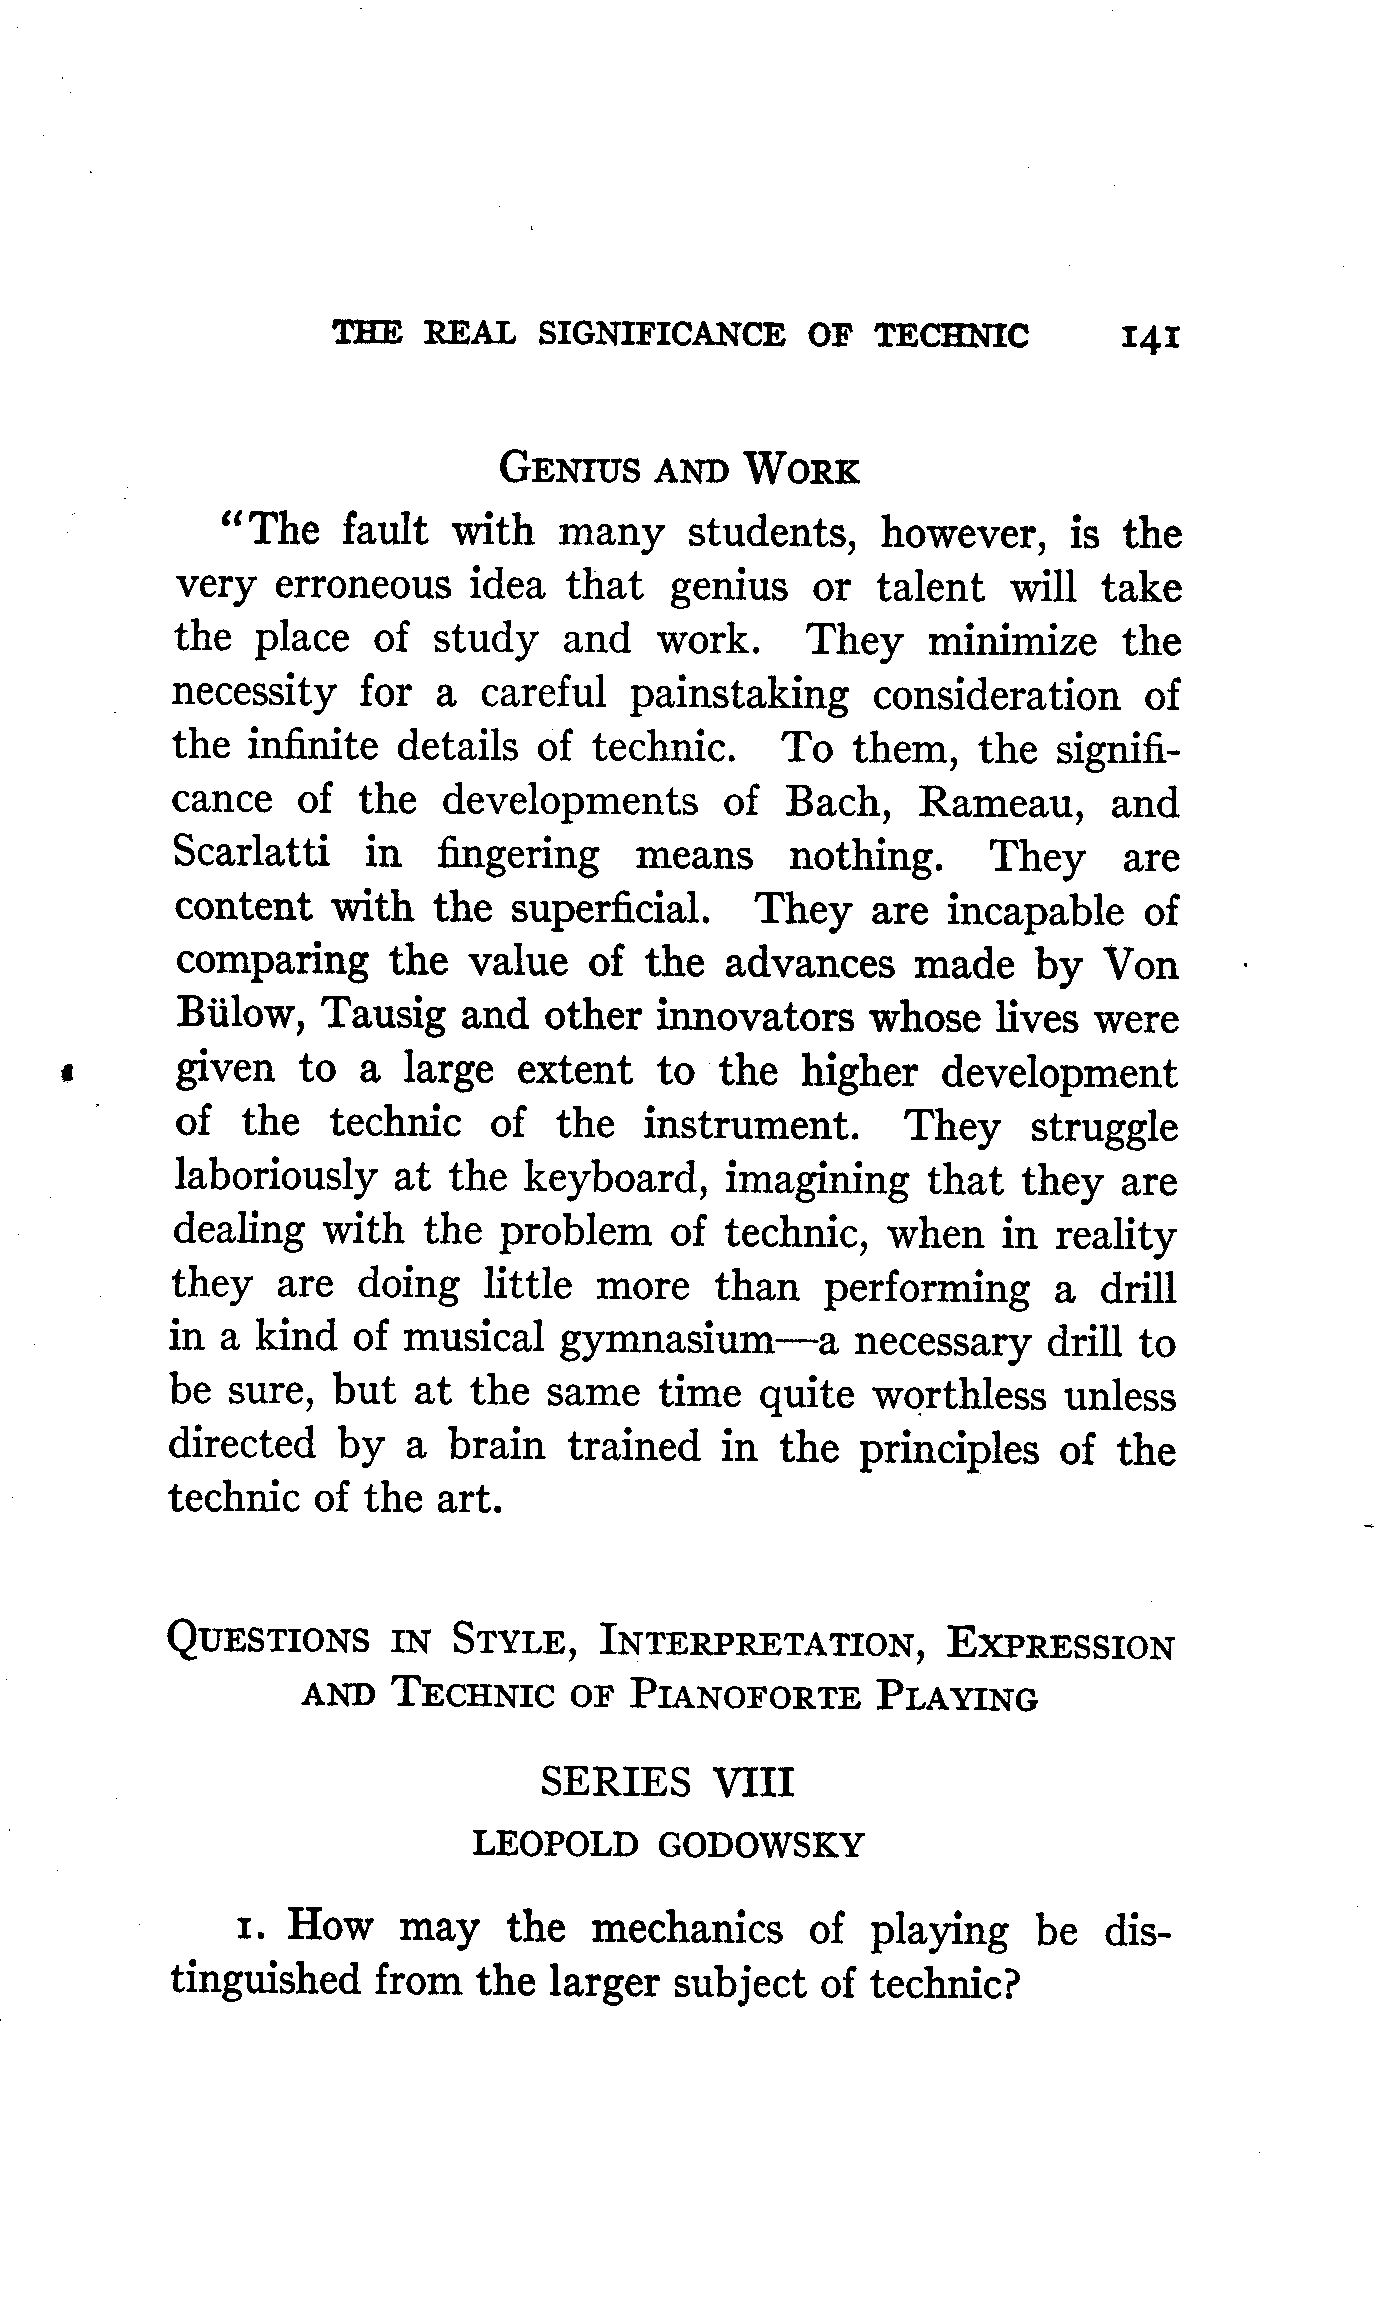 THE REAL SIGNIFICANCE OF TECHNIC 141
GENIUS AND WORK
“The fault with many students, however, is the
very erroneous idea that genius or talent will take
the place of study and work. They minimize the
necessity for a careful painstaking consideration of
the infinite details of technic. To them, the signifi-
cance of the developments of Bach, Rameau, and
Scarlatti in fingering means nothing. They are
content with the superficial. They are incapable of
comparing the value of the advances made by Von
Bülow, Tausig and other innovators whose lives were
given to a large extent to the higher development
of the technic of the instrument. They struggle
laboriously at the keyboard, imagining that they are
dealing with the problem of technic, when in reality
they are doing little more than performing a drill
in a kind of musical gymnasium—a necessary drill to
be sure, but at the same time quite worthless unless
directed by a brain trained in the principles of the
technic of the art.
QUESTIONS IN STYLE, INTERPRETATION, EXPRESSION
AND TECHNIC OF PIANOFORTE PLAYING
SERIES VIII
LEOPOLD GODOWSKY
1. How may the mechanics of playing be dis-
tinguished from the larger subject of technic?